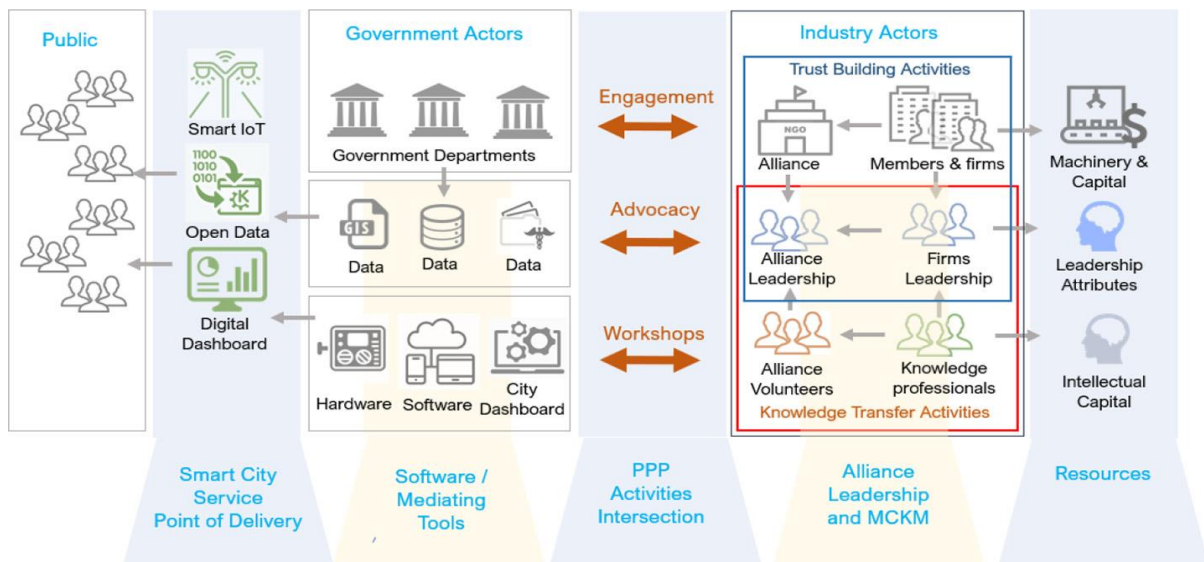 Public
Smart IoT
1100
1010
0101
K
Open Data
Digital
Dashboard
Government Actors
Government Departments
GIS
Data
Data
Data
Hardware
Software
City
Dashboard
Engagement
Advocacy
Workshops
Industry Actors
Trust Building Activities
NGO
Alliance
Members & firms
Alliance
Leadership
Firms
Leadership
Alliance
Volunteers
Knowledge
professionals
Knowledge Transfer Activities
$
Machinery &
Capital
Leadership
Attributes
Intellectual
Capital
Smart City
Service
Point of Delivery
Software /
Mediating
Tools
PPP
Activities
Intersection
Alliance
Leadership
and MCKM
Resources